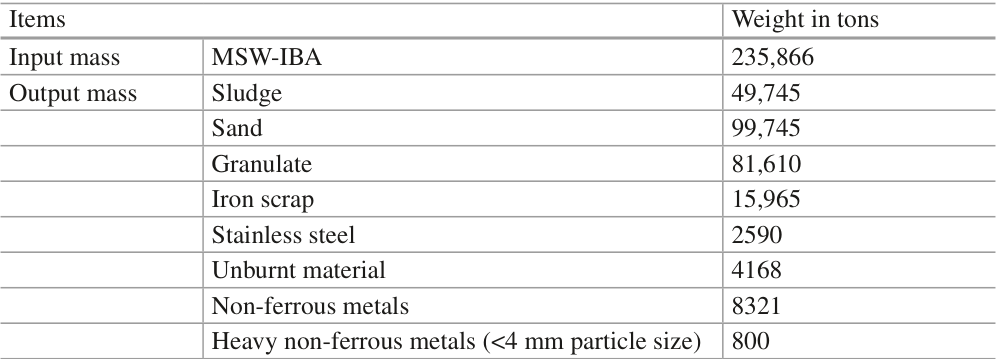 Items Weight in tons
Input mass MSW-IBA 235,866
Output mass Sludge 49,745
Sand 99,745
Granulate 81,610
Iron scrap 15,965
Stainless steel 2590
Unburnt material 4168
Non-ferrous metals 8321
Heavy non-ferrous metals (<4 mm particle size) 800